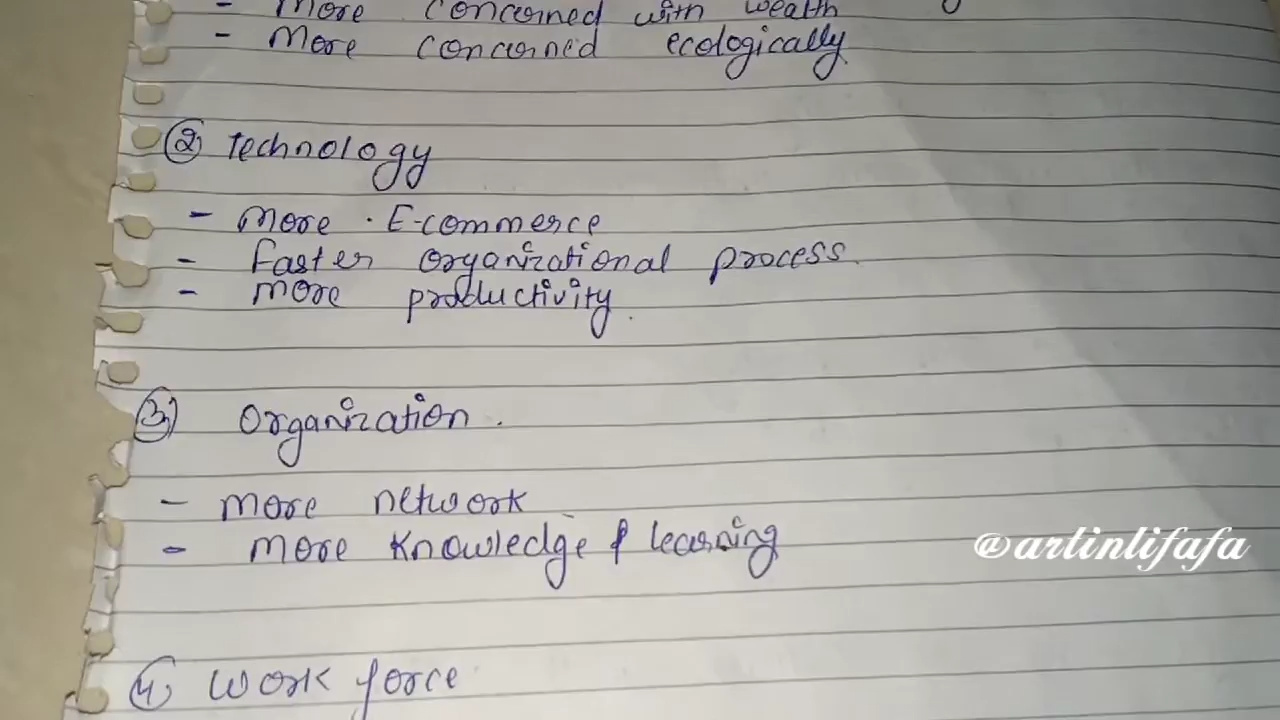 - More concerned with wealth
- More concerned ecologically
② Technology
- More . E-commerce
- Faster organizational process.
- More productivity.
③ Organization.
- More network
- More Knowledge & learning
@artinlifafa
④ Work force